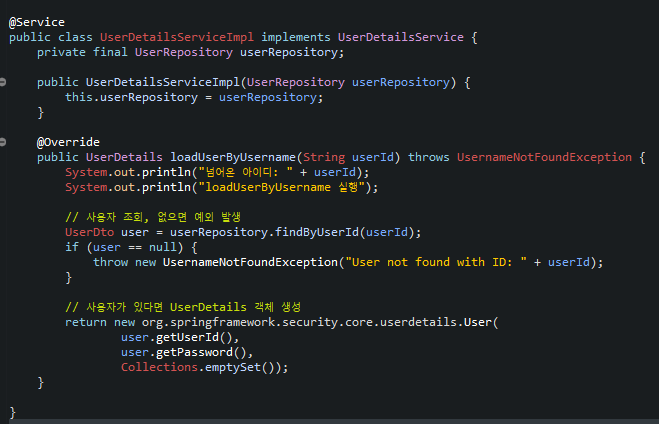 @Service
public class UserDetailsServiceImpl implements UserDetailsService {
    private final UserRepository userRepository;

    public UserDetailsServiceImpl(UserRepository userRepository) {
        this.userRepository = userRepository;
    }

    @Override
    public UserDetails loadUserByUsername(String userId) throws UsernameNotFoundException {
        System.out.println("넘어온 아이디: " + userId);
        System.out.println("loadUserByUsername 실행");

        // 사용자 조회, 없으면 예외 발생
        UserDto user = userRepository.findByUserId(userId);
        if (user == null) {
            throw new UsernameNotFoundException("User not found with ID: " + userId);
        }

        // 사용자가 있다면 UserDetails 객체 생성
        return new org.springframework.security.core.userdetails.User(
                user.getUserId(),
                user.getPassword(),
                Collections.emptySet());
    }

}